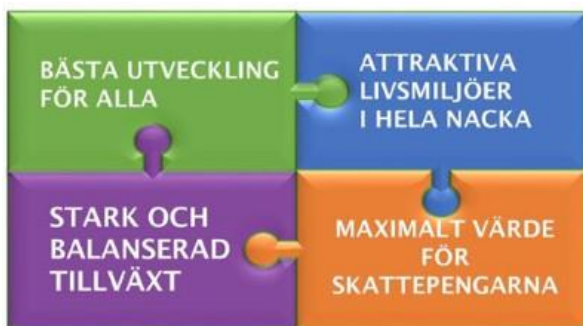 BÄSTA UTVECKLING
FÖR ALLA
ATTRAKTIVA
LIVSMILJÖER
I HELA NACKA
STARK OCH
BALANSERAD
TILLVÄXT
MAXIMALT VÄRDE
FÖR
SKATTEPENGARNA